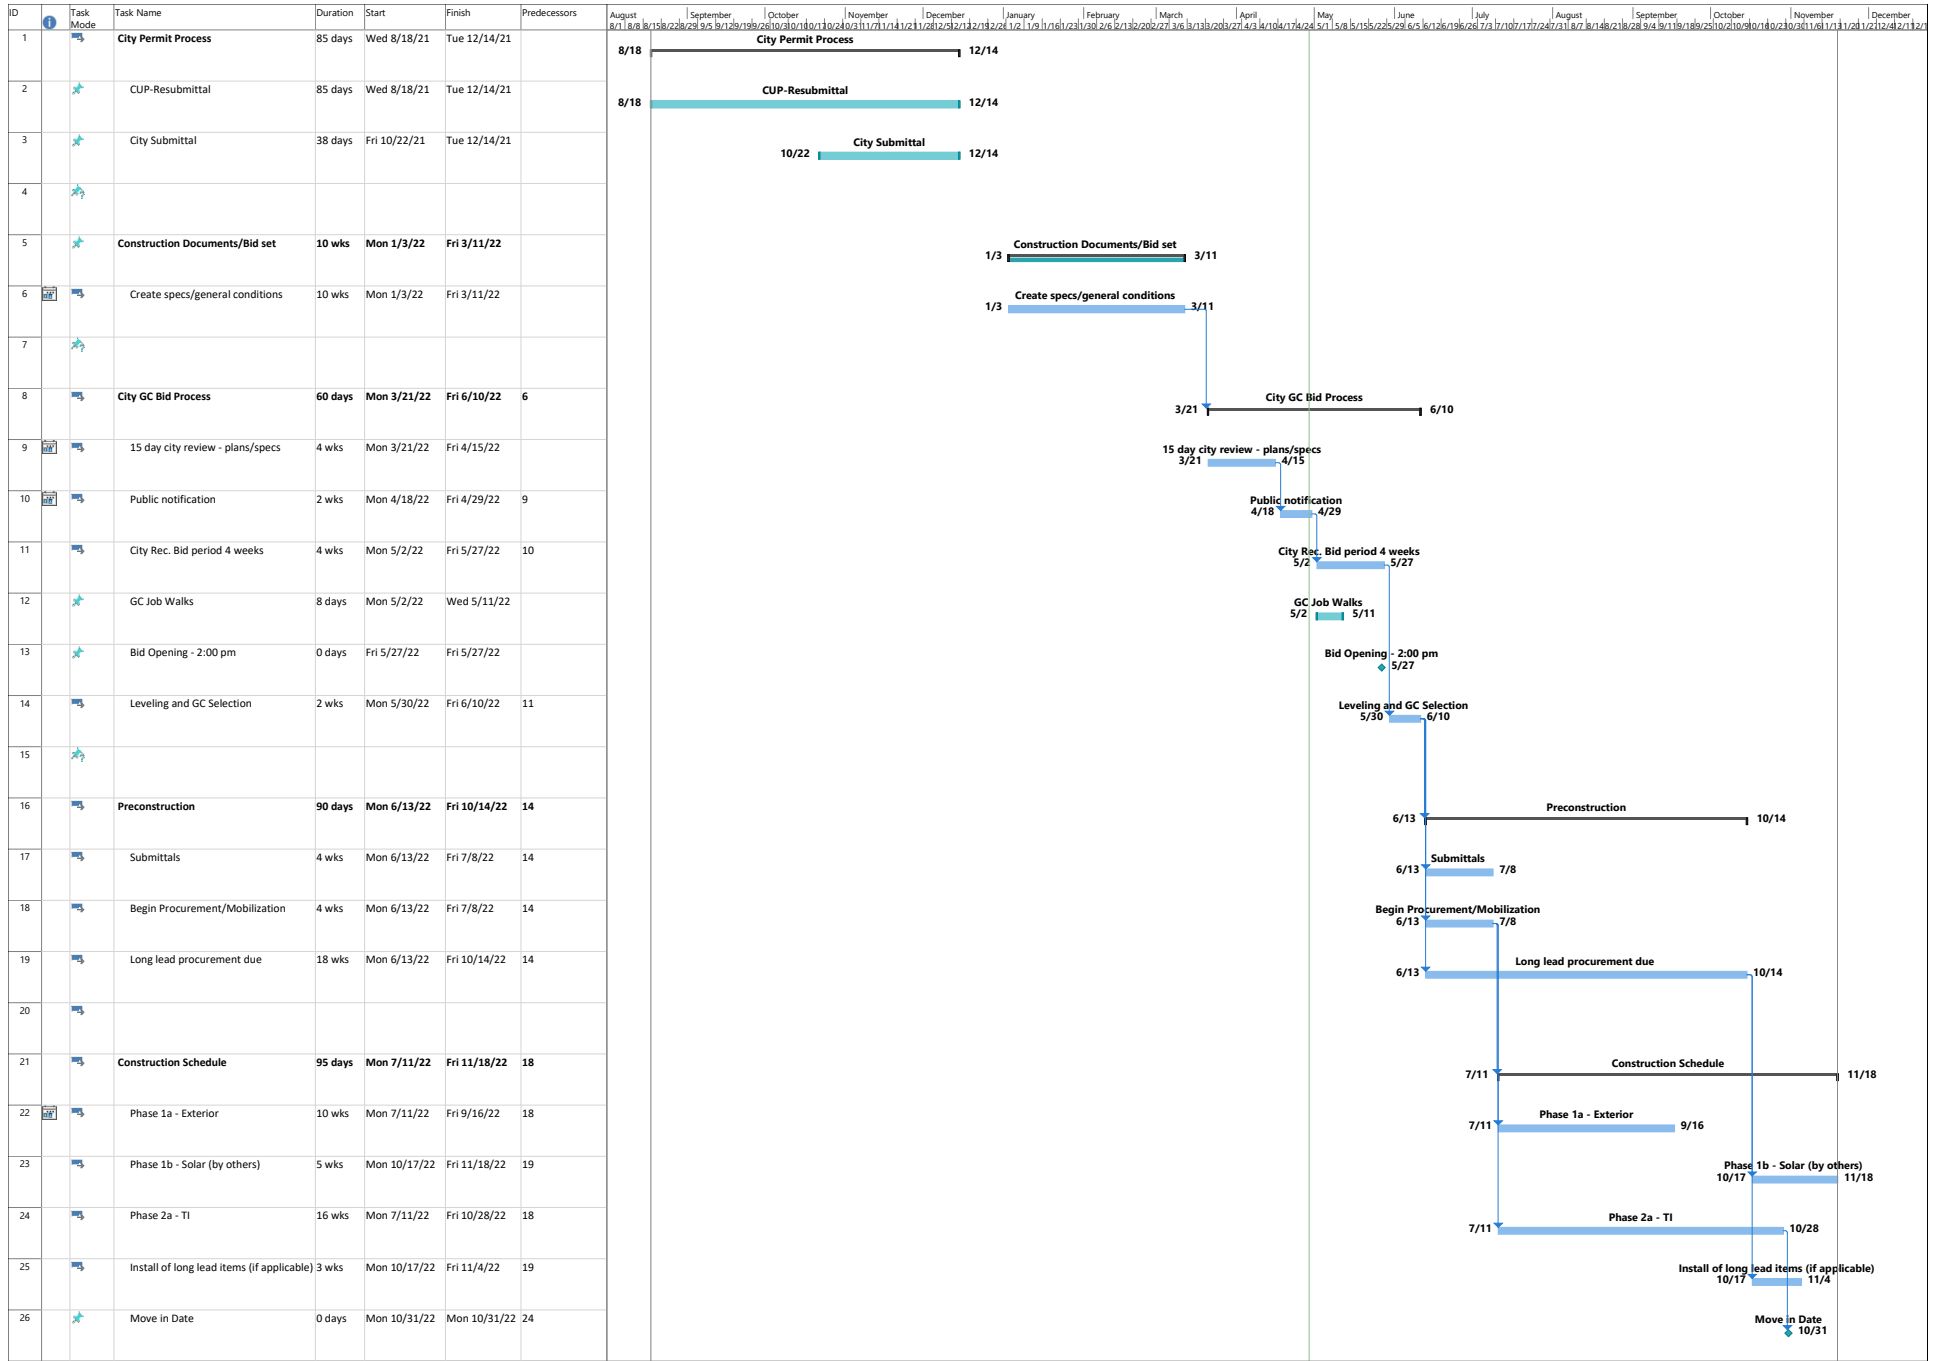 ID Task Mode Task Name Duration Start Finish Predecessors
August September October November December January February March April May June July August September October November December
1 City Permit Process 85 days Wed 8/18/21 Tue 12/14/21
City Permit Process
8/18 12/14
2 CUP-Resubmittal 85 days Wed 8/18/21 Tue 12/14/21
CUP-Resubmittal
8/18 12/14
3 City Submittal 38 days Fri 10/22/21 Tue 12/14/21
City Submittal
10/22 12/14
4
5 Construction Documents/Bid set 10 wks Mon 1/3/22 Fri 3/11/22
Construction Documents/Bid set
1/3 3/11
6 Create specs/general conditions 10 wks Mon 1/3/22 Fri 3/11/22
Create specs/general conditions
1/3 3/11
7
8 City GC Bid Process 60 days Mon 3/21/22 Fri 6/10/22 6
City GC Bid Process
3/21 6/10
9 15 day city review - plans/specs 4 wks Mon 3/21/22 Fri 4/15/22
15 day city review - plans/specs
3/21 4/15
10 Public notification 2 wks Mon 4/18/22 Fri 4/29/22 9
Public notification
4/18 4/29
11 City Rec. Bid period 4 weeks 4 wks Mon 5/2/22 Fri 5/27/22 10
City Rec. Bid period 4 weeks
5/2 5/27
12 GC Job Walks 8 days Mon 5/2/22 Wed 5/11/22
GC Job Walks
5/2 5/11
13 Bid Opening - 2:00 pm 0 days Fri 5/27/22 Fri 5/27/22
Bid Opening - 2:00 pm
5/27
14 Leveling and GC Selection 2 wks Mon 5/30/22 Fri 6/10/22 11
Leveling and GC Selection
5/30 6/10
15
16 Preconstruction 90 days Mon 6/13/22 Fri 10/14/22 14
Preconstruction
6/13 10/14
17 Submittals 4 wks Mon 6/13/22 Fri 7/8/22 14
Submittals
6/13 7/8
18 Begin Procurement/Mobilization 4 wks Mon 6/13/22 Fri 7/8/22 14
Begin Procurement/Mobilization
6/13 7/8
19 Long lead procurement due 18 wks Mon 6/13/22 Fri 10/14/22 14
Long lead procurement due
6/13 10/14
20
21 Construction Schedule 95 days Mon 7/11/22 Fri 11/18/22 18
Construction Schedule
7/11 11/18
22 Phase 1a - Exterior 10 wks Mon 7/11/22 Fri 9/16/22 18
Phase 1a - Exterior
7/11 9/16
23 Phase 1b - Solar (by others) 5 wks Mon 10/17/22 Fri 11/18/22 19
Phase 1b - Solar (by others)
10/17 11/18
24 Phase 2a - TI 16 wks Mon 7/11/22 Fri 10/28/22 18
Phase 2a - TI
7/11 10/28
25 Install of long lead items (if applicable) 3 wks Mon 10/17/22 Fri 11/4/22 19
Install of long lead items (if applicable)
10/17 11/4
26 Move in Date 0 days Mon 10/31/22 Mon 10/31/22 24
Move in Date
10/31